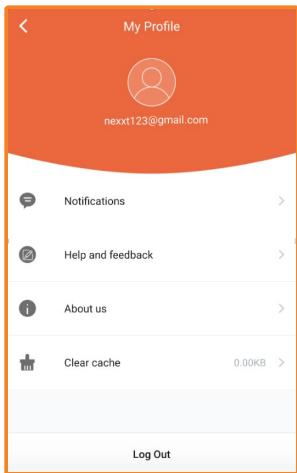 My Profile
nexxt123@gmail.com
Notifications
Help and feedback
About us
Clear cache 0.00KB
Log Out